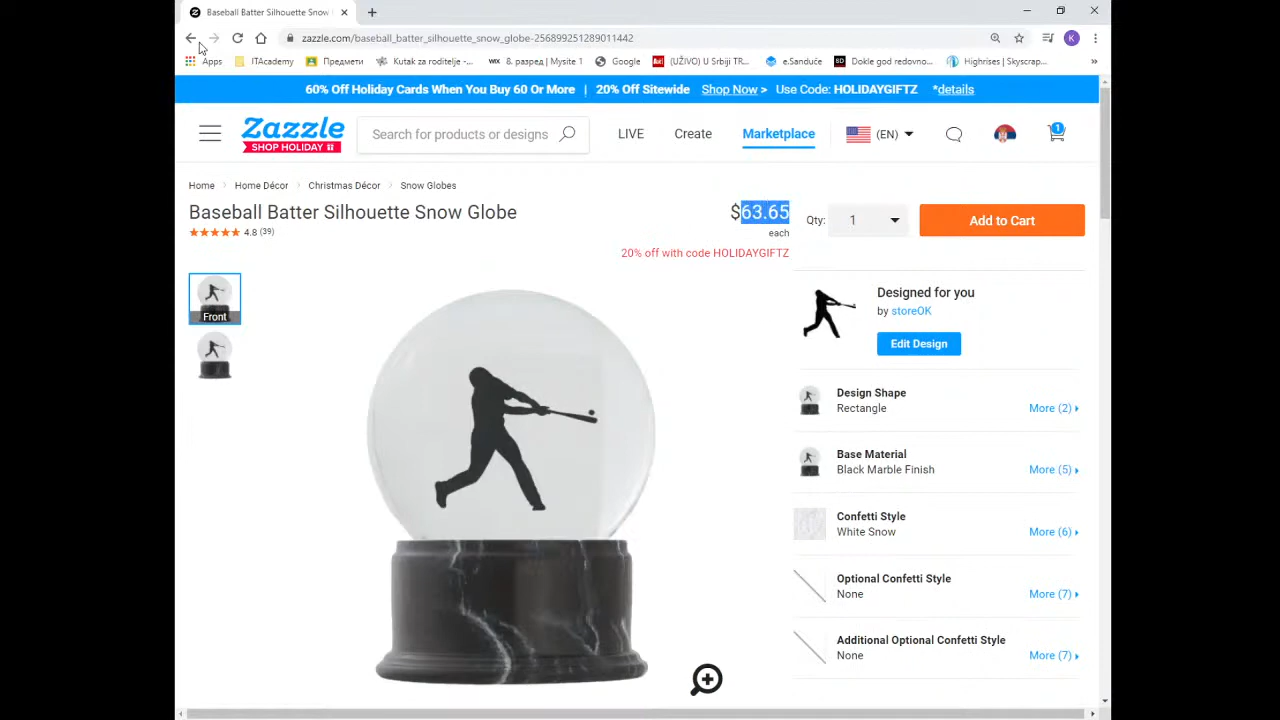 Baseball Batter Silhouette Snow
zazzle.com/baseball_batter_silhouette_snow_globe-256899251289011442
K
Apps
ITAcademy
Предмети
Kutak za roditelje -...
WIX 8. разред | Mysite 1
Google
(UŽIVO) U Srbiji TR...
e.Sanduče
Dokle god redovno...
Highrises | Skyscrap...
60% Off Holiday Cards When You Buy 60 Or More | 20% Off Sitewide Shop Now > Use Code: HOLIDAYGIFTZ *details
Zazzle
SHOP HOLIDAY
Search for products or designs
LIVE
Create
Marketplace
(EN)
1
Home > Home Décor > Christmas Décor > Snow Globes
Baseball Batter Silhouette Snow Globe
4.8 (39)
$63.65
each
20% off with code HOLIDAYGIFTZ
Qty:
1
Add to Cart
Front
Designed for you
by storeOK
Edit Design
Design Shape
Rectangle
More (2)
Base Material
Black Marble Finish
More (5)
Confetti Style
White Snow
More (6)
Optional Confetti Style
None
More (7)
Additional Optional Confetti Style
None
More (7)